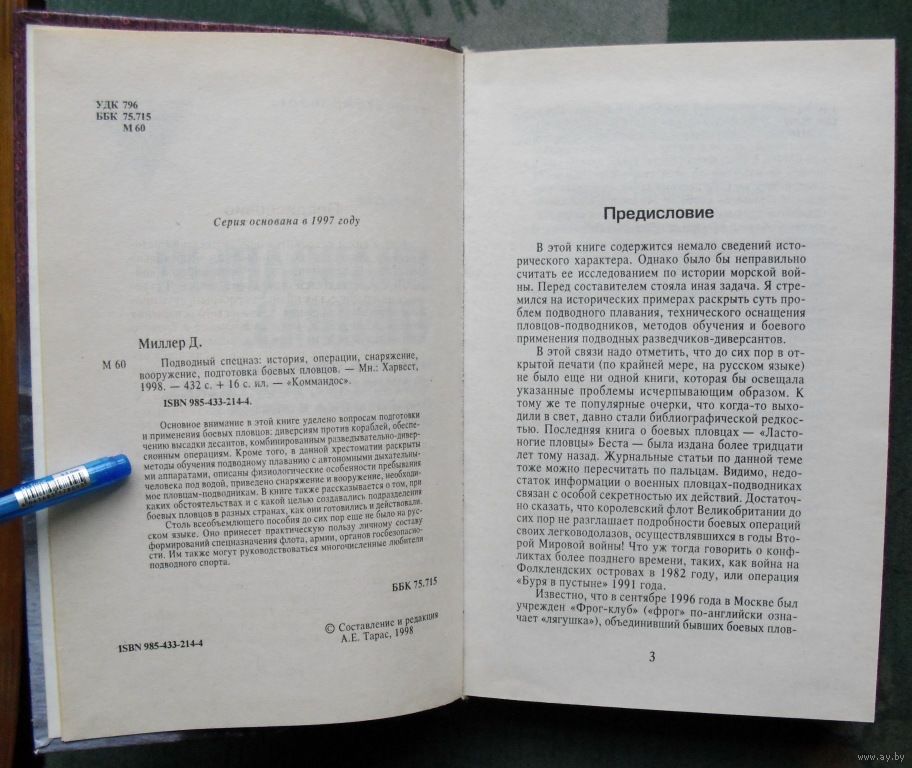 УДК 796
ББК 75.715
М 60
Серия основана в 1997 году
Миллер Д.
М 60 Подводный спецназ: история, операции, снаряжение,
вооружение, подготовка боевых пловцов. — Мн.: Харвест,
1998. — 432 с. + 16 с. ил. — «Коммандос».
ISBN 985-433-214-4.
Основное внимание в этой книге уделено вопросам подготовки
и применения боевых пловцов: диверсиям против кораблей, обеспе-
чению высадки десантов, комбинированным разведывательно-дивер-
сионным операциям. Кроме того, в данной хрестоматии раскрыты
методы обучения подводному плаванию с автономными дыхательны-
ми аппаратами, описаны физиологические особенности пребывания
человека под водой, приведено снаряжение и вооружение, необходи-
мое пловцам-подводникам. В книге также рассказывается о том, при
каких обстоятельствах и с какой целью создавались подразделения
боевых пловцов в разных странах, как они готовились и действовали.
Столь всеобъемлющего пособия до сих пор еще не было на рус-
ском языке. Оно принесет практическую пользу личному составу
формирований спецназначения флота, армии, органов госбезопасно-
сти. Им также могут руководствоваться многочисленные любители
подводного спорта.
ББК 75.715
ISBN 985-433-214-4
© Составление и редакция
А.Е. Тарас, 1998
Предисловие
В этой книге содержится немало сведений исто-
рического характера. Однако было бы неправильно
считать ее исследованием по истории морской вой-
ны. Перед составителем стояла иная задача. Я стре-
мился на исторических примерах раскрыть суть про-
блем подводного плавания, технического оснащения
пловцов-подводников, методов обучения и боевого
применения подводных разведчиков-диверсантов.
В этой связи надо отметить, что до сих пор в от-
крытой печати (по крайней мере, на русском языке)
не было еще ни одной книги, которая бы освещала
указанные проблемы исчерпывающим образом. К
тому же те популярные очерки, что когда-то выхо-
дили в свет, давно стали библиографической редкос-
тью. Последняя книга о боевых пловцах — «Ласто-
ногие пловцы» Беста — была издана более тридцати
лет тому назад. Журнальные статьи по данной теме
тоже можно пересчитать по пальцам. Видимо, недо-
статок информации о военных пловцах-подводниках
связан с особой секретностью их действий. Достаточ-
но сказать, что королевский флот Великобритании до
сих пор не разглашает подробности боевых операций
своих легководолазов, осуществлявшихся в годы Вто-
рой Мировой войны! Что уж тогда говорить о конф-
ликтах более позднего времени, таких, как война на
Фолклендских островах в 1982 году, или операция
«Буря в пустыне» 1991 года.
Известно, что в сентябре 1996 года в Москве был
учрежден «Фрог-клуб» («фрог» по-английски озна-
чает «лягушка»), объединивший бывших боевых плов-
3
www.ay.by